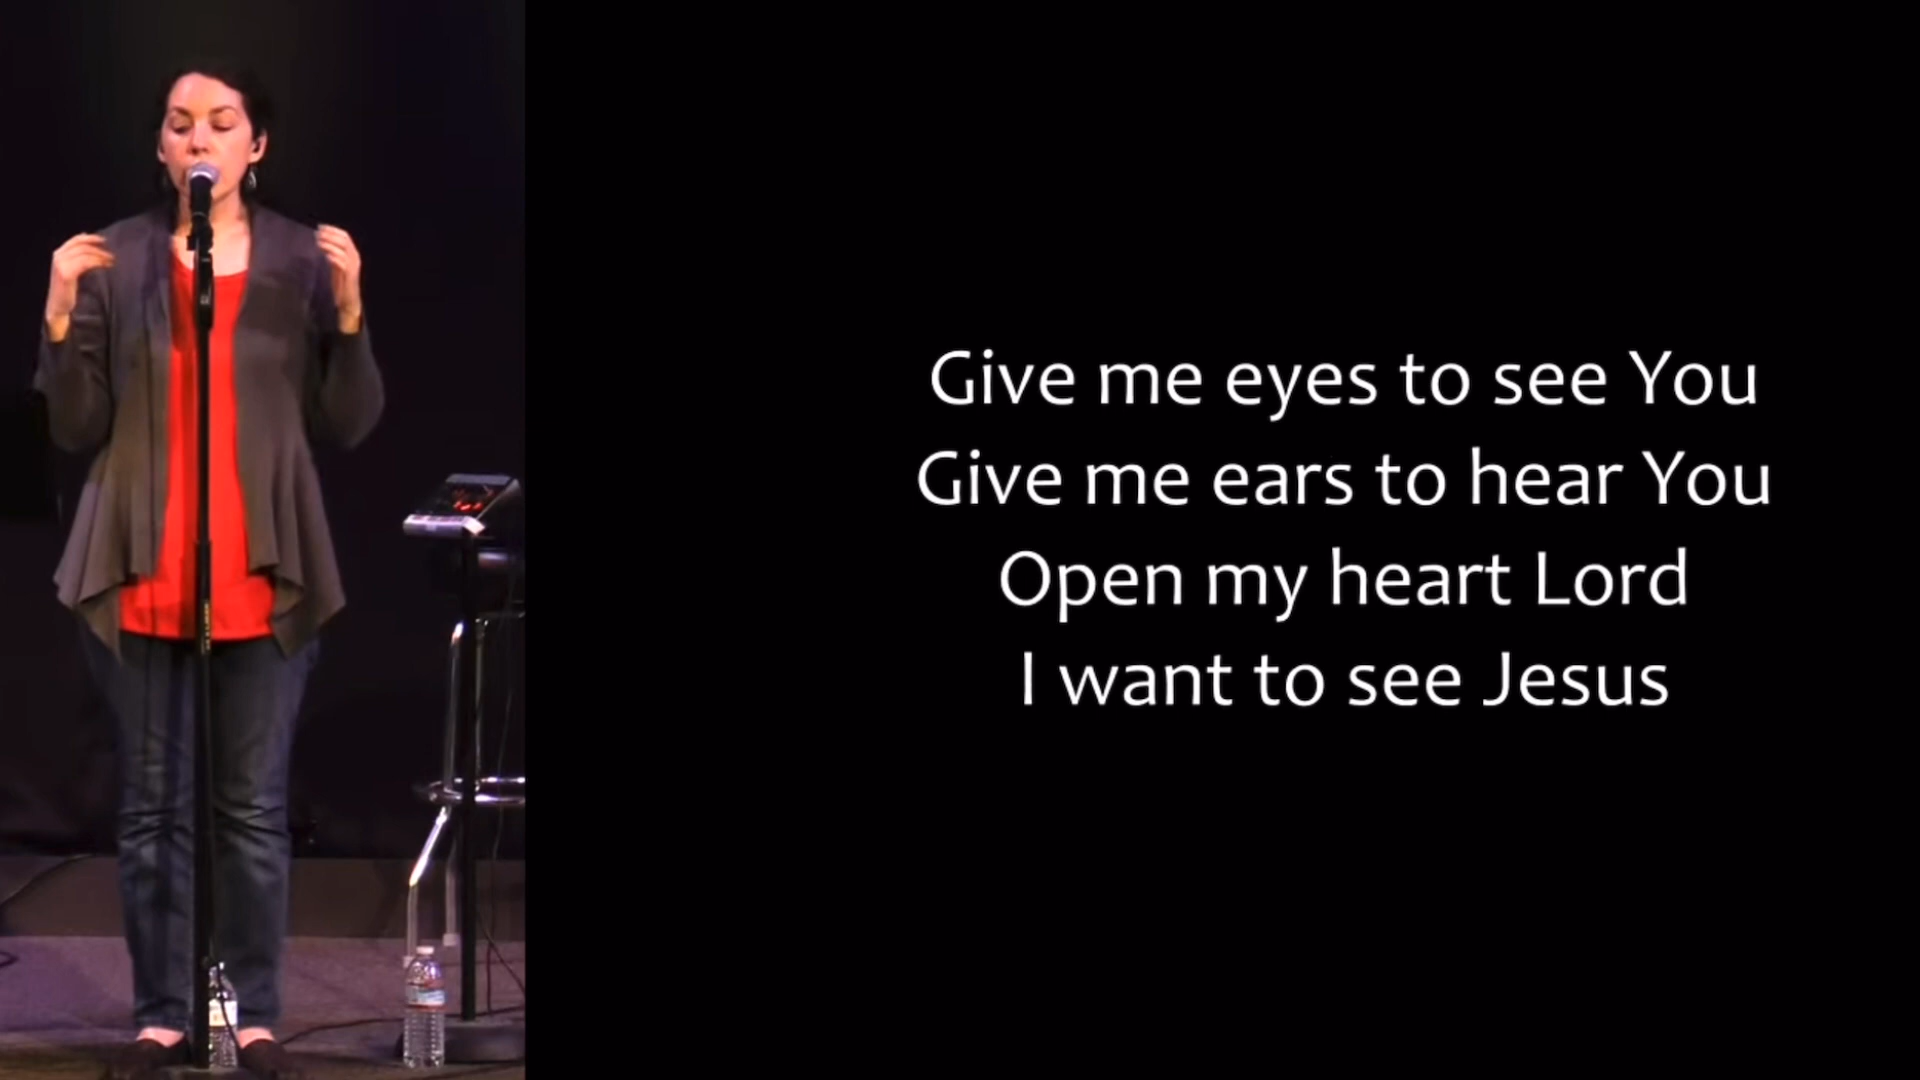 Give me eyes to see You
Give me ears to hear You
Open my heart Lord
I want to see Jesus